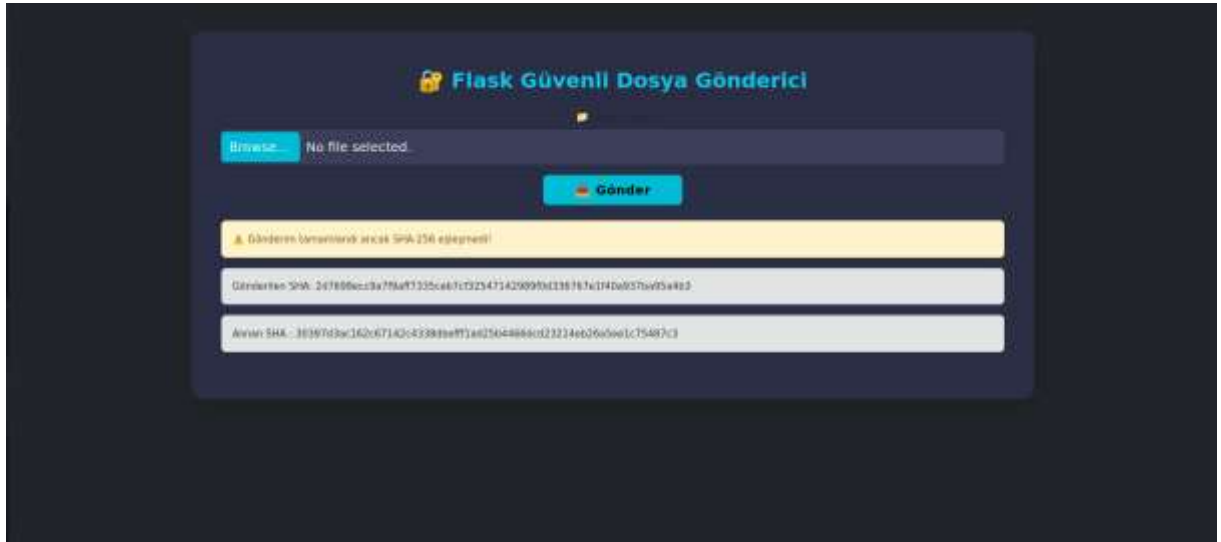 🔐 Flask Güvenli Dosya Gönderici
Browse... No file selected.
Gönder
⚠ Gönderim tamamlandı ancak SHA-256 eşleşmedi!
Gönderilen SHA:
Alınan SHA :